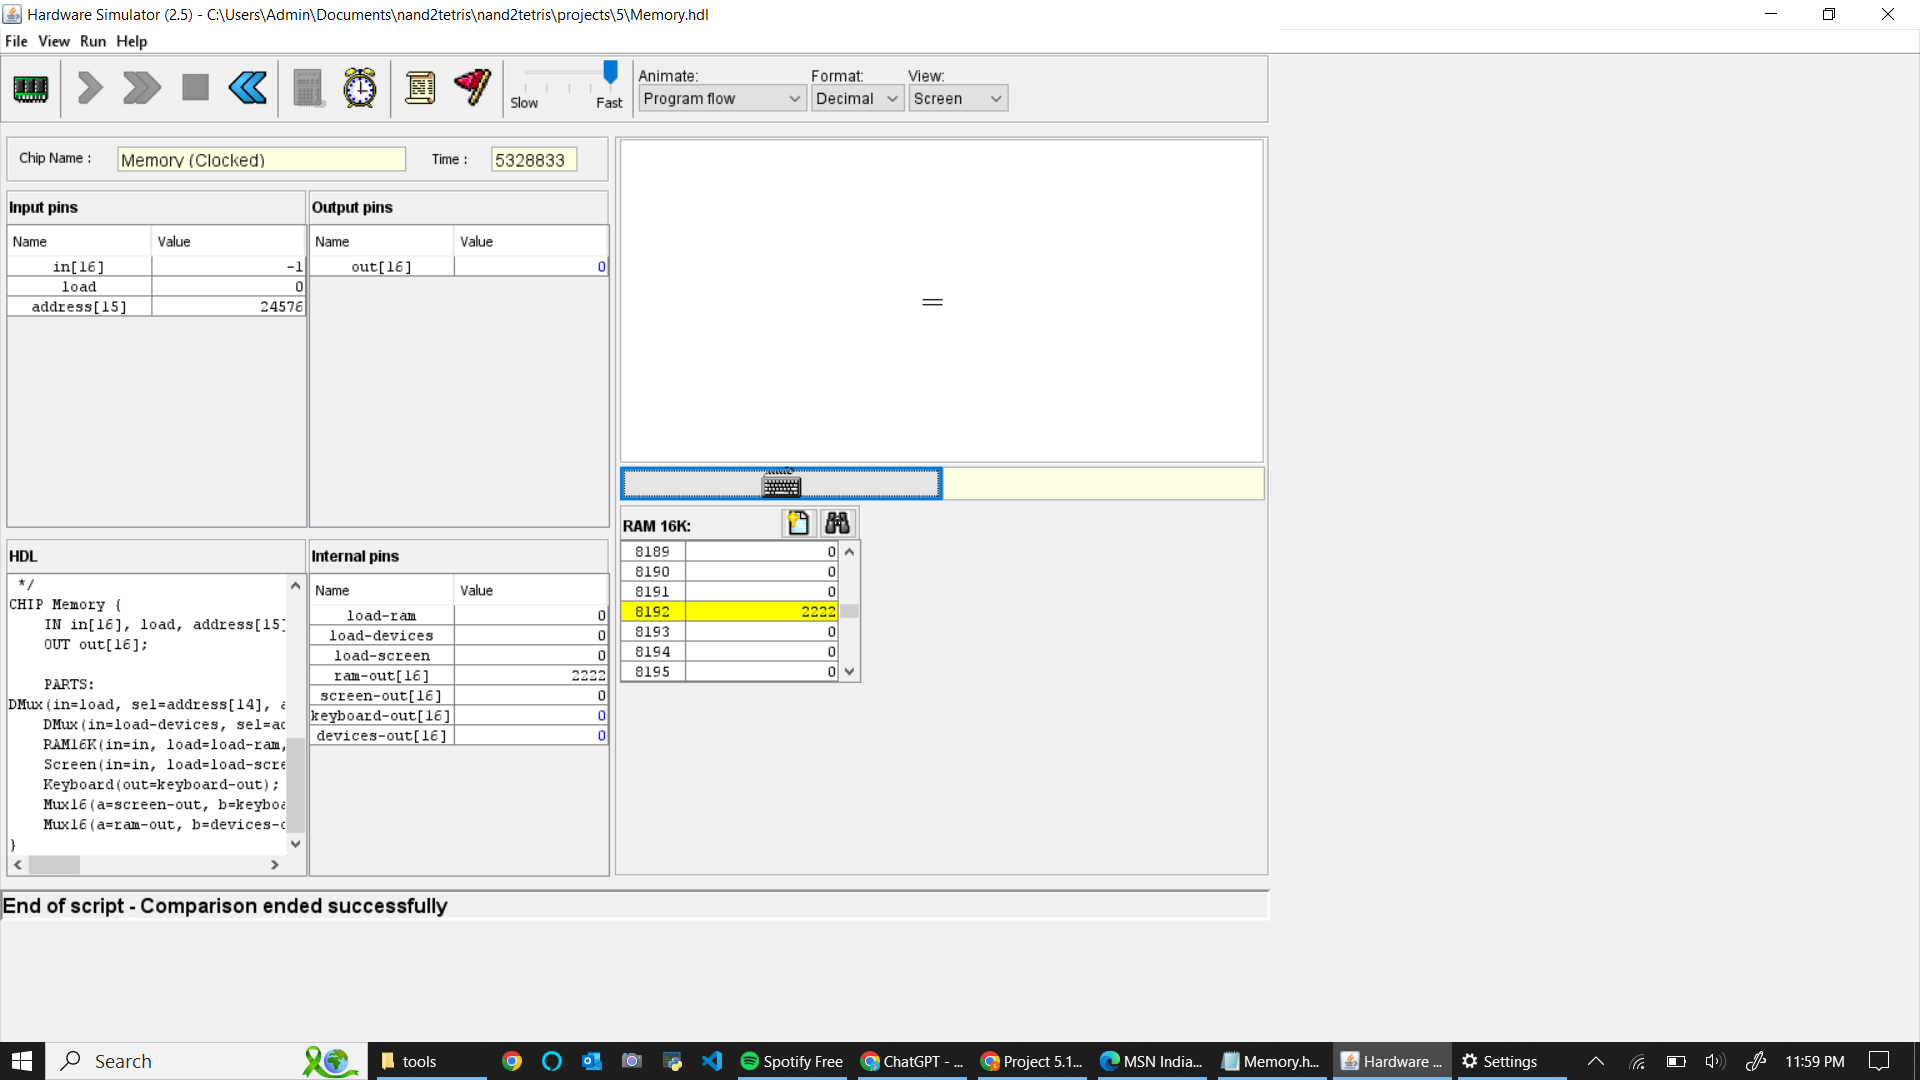 Hardware Simulator (2.5) - C:\Users\Admin\Documents\nand2tetris\nand2tetris\projects\5\Memory.hdl
File View Run Help
Slow Fast
Animate: Format: View:
Program flow Decimal Screen
Chip Name : Memory (Clocked) Time : 5328833
Input pins
Name Value
in[16] -1
load 0
address[15] 24576
Output pins
Name Value
out[16] 0
HDL
*/
CHIP Memory {
IN in[16], load, address[15]
OUT out[16];
PARTS:
DMux(in=load, sel=address[14], a
DMux(in=load-devices, sel=ad
RAM16K(in=in, load=load-ram,
Screen(in=in, load=load-scre
Keyboard(out=keyboard-out);
Mux16(a=screen-out, b=keyboa
Mux16(a=ram-out, b=devices-o
}
Internal pins
Name Value
load-ram 0
load-devices 0
load-screen 0
ram-out[16] 2222
screen-out[16] 0
keyboard-out[16] 0
devices-out[16] 0
RAM 16K:
8189 0
8190 0
8191 0
8192 2222
8193 0
8194 0
8195 0
End of script - Comparison ended successfully
Search tools Spotify Free ChatGPT - ... Project 5.1... MSN India... Memory.h... Hardware ... Settings 11:59 PM